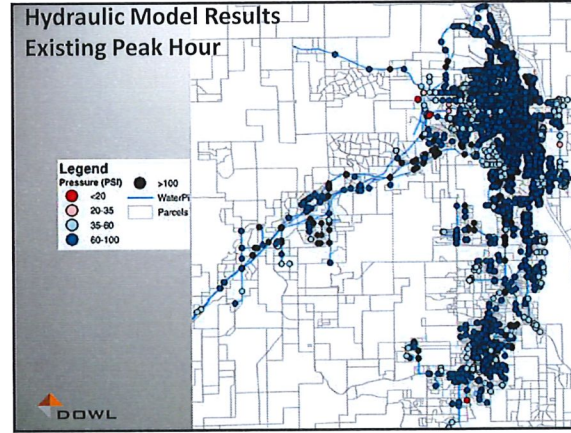 Hydraulic Model Results
Existing Peak Hour
Legend
Pressure (PSI)
<20
20-35
35-60
60-100
>100
WaterPi
Parcels
DOWL